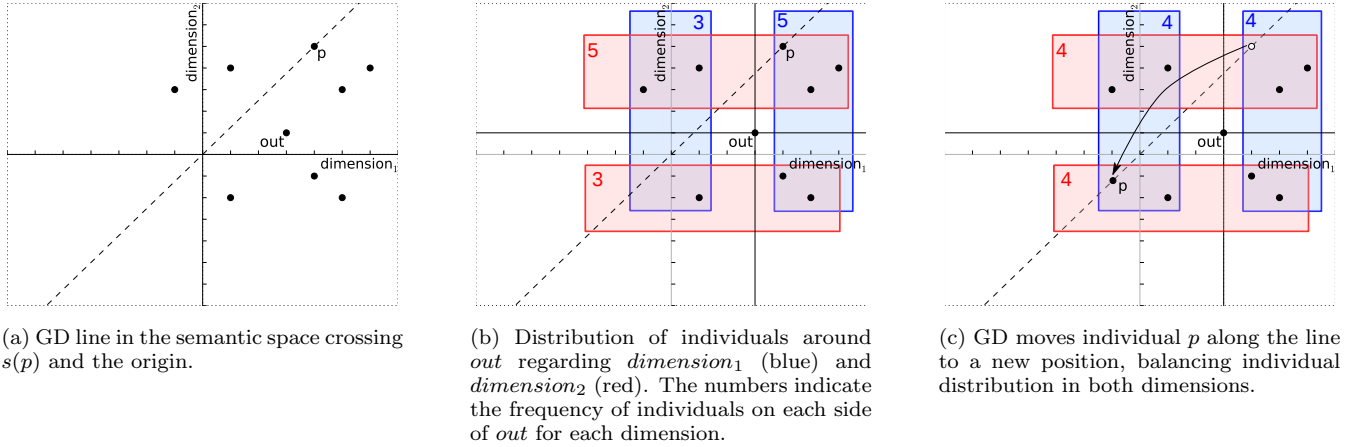 dimension₂
p
out
dimension₁
(a) GD line in the semantic space crossing
s(p) and the origin.
3
5
5
dimension₂
p
out
dimension₁
3
(b) Distribution of individuals around
out regarding dimension₁ (blue) and
dimension₂ (red). The numbers indicate
the frequency of individuals on each side
of out for each dimension.
4
4
4
dimension₂
out
dimension₁
4
p
(c) GD moves individual p along the line
to a new position, balancing individual
distribution in both dimensions.